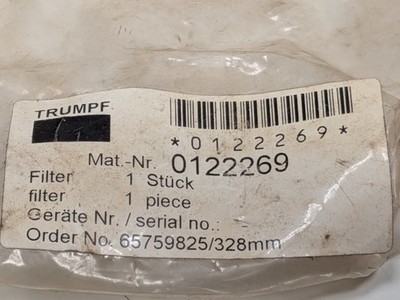 TRUMPF
*0122269*
Mat.-Nr. 0122269
Filter 1 Stück
filter 1 piece
Geräte Nr. / serial no.:
Order No. 65759825/328mm